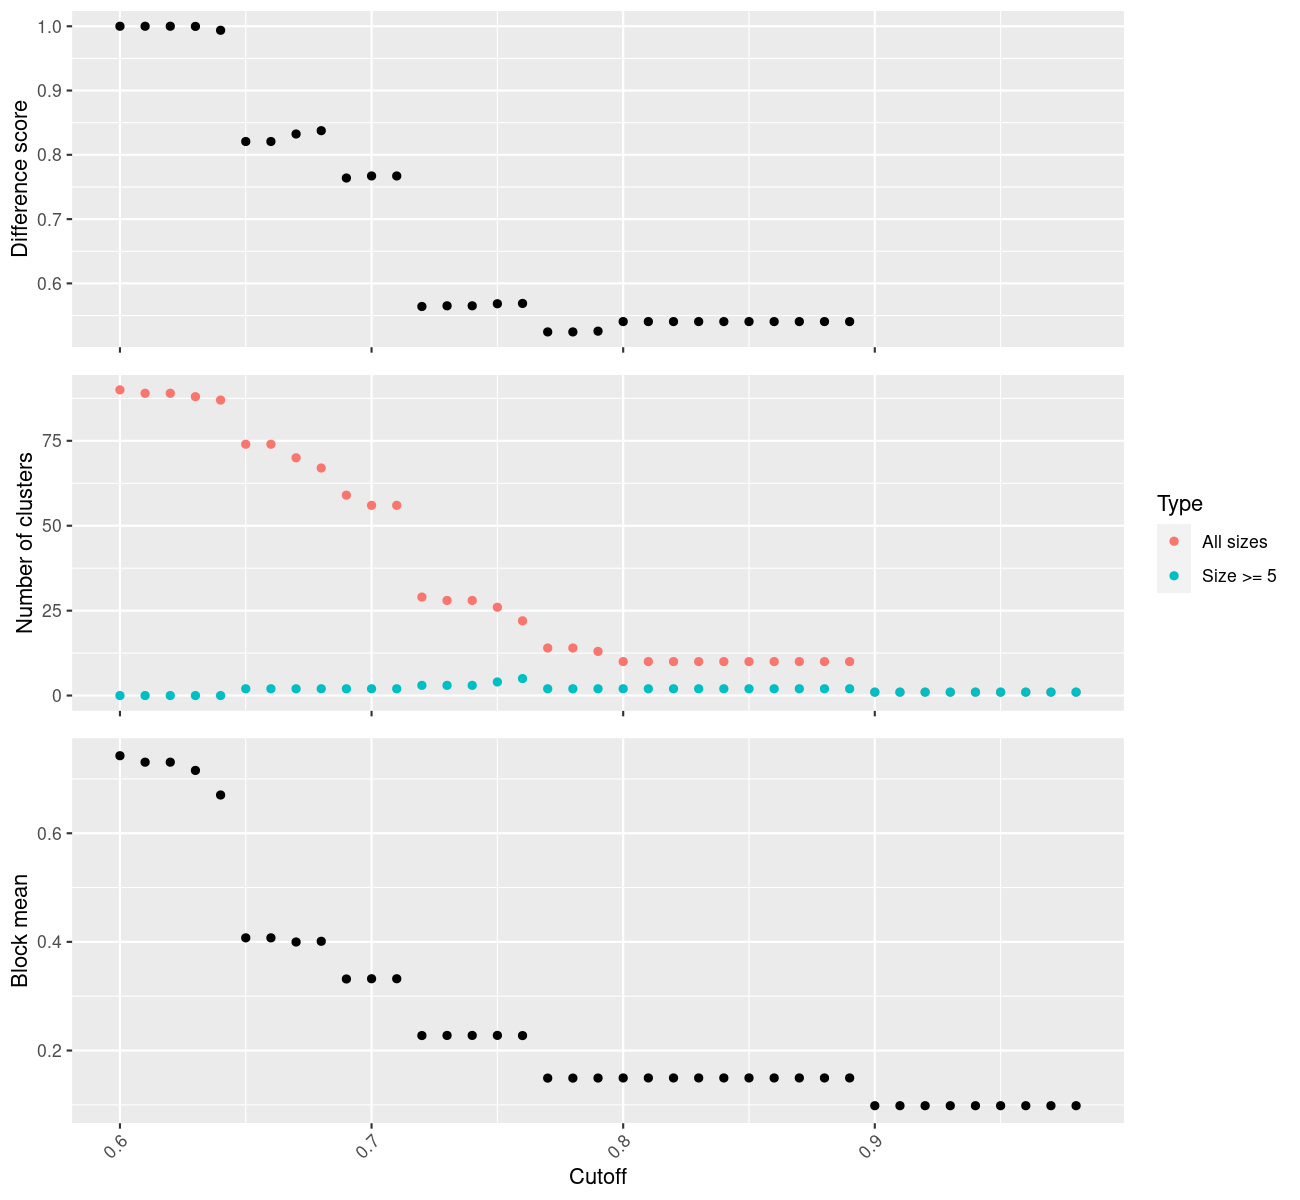 1.0
0.9
0.8
0.7
0.6
Difference score
75
50
25
0
Number of clusters
Type
All sizes
Size >= 5
0.6
0.4
0.2
Block mean
0.6
0.7
0.8
0.9
Cutoff